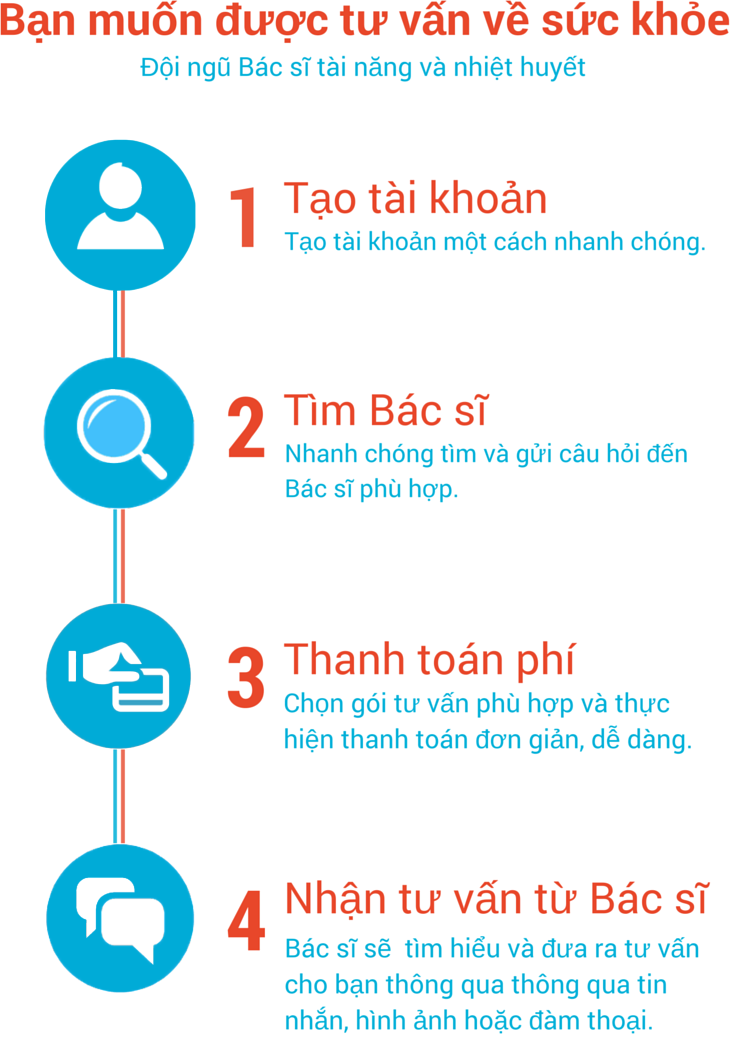 Bạn muốn được tư vấn về sức khỏe
Đội ngũ Bác sĩ tài năng và nhiệt huyết
1 Tạo tài khoản
Tạo tài khoản một cách nhanh chóng.
2 Tìm Bác sĩ
Nhanh chóng tìm và gửi câu hỏi đến
Bác sĩ phù hợp.
3 Thanh toán phí
Chọn gói tư vấn phù hợp và thực
hiện thanh toán đơn giản, dễ dàng.
4 Nhận tư vấn từ Bác sĩ
Bác sĩ sẽ tìm hiểu và đưa ra tư vấn
cho bạn thông qua thông qua tin
nhắn, hình ảnh hoặc đàm thoại.